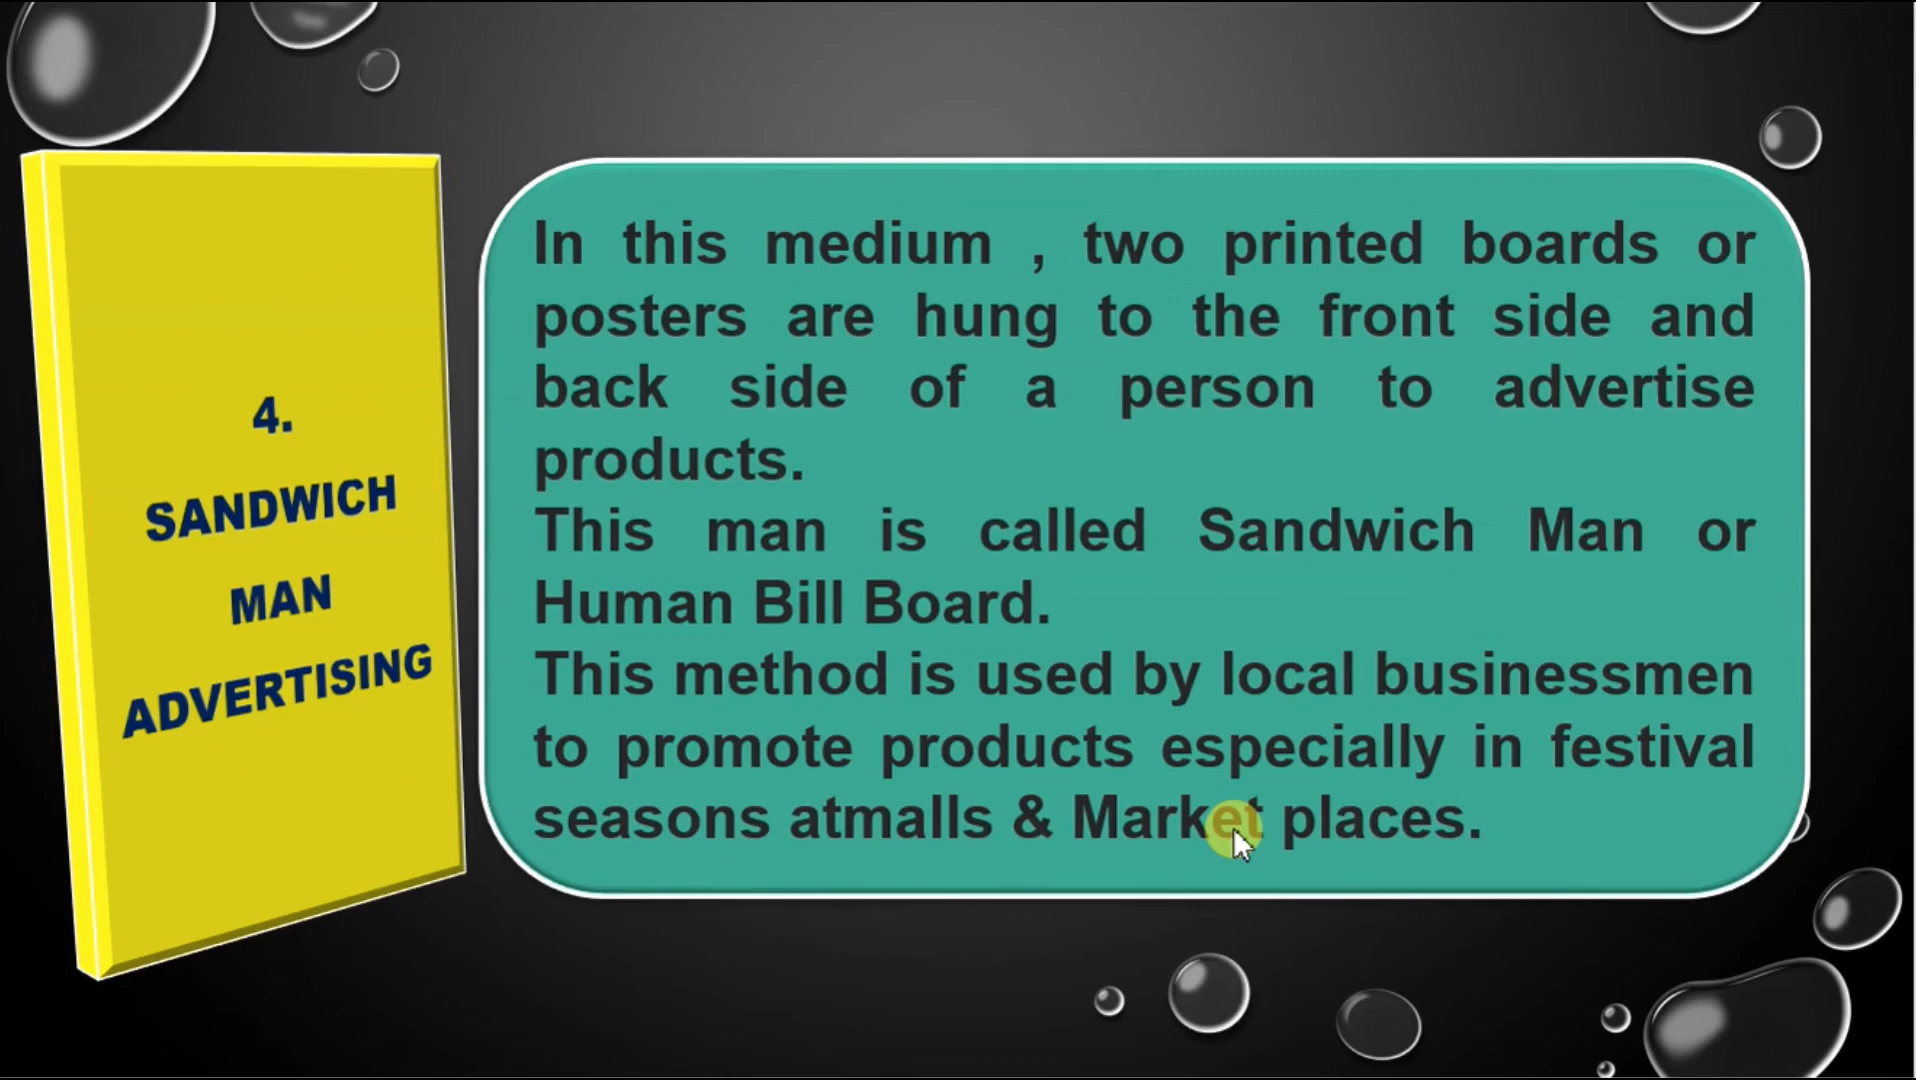 4.
SANDWICH
MAN
ADVERTISING
In this medium , two printed boards or
posters are hung to the front side and
back side of a person to advertise
products.
This man is called Sandwich Man or
Human Bill Board.
This method is used by local businessmen
to promote products especially in festival
seasons atmalls & Market places.